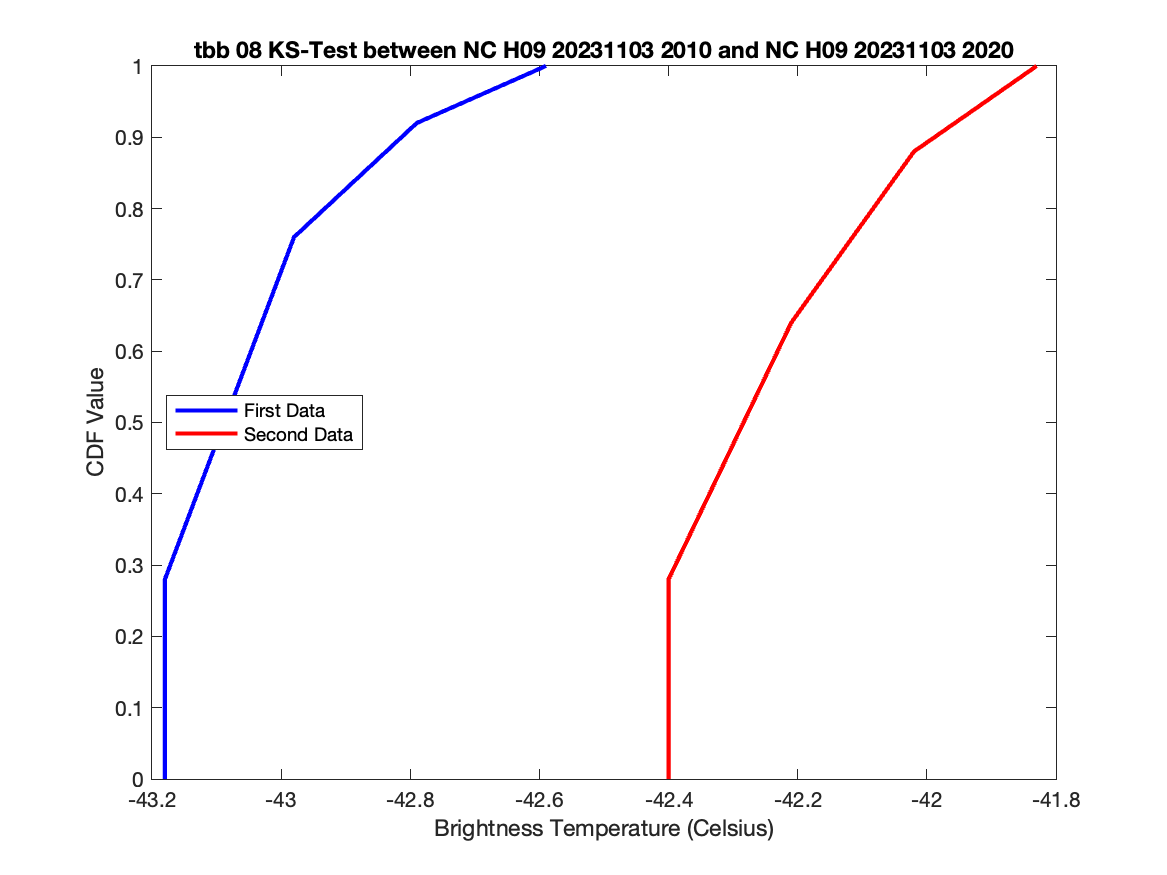 tbb 08 KS-Test between NC H09 20231103 2010 and NC H09 20231103 2020
1
0.9
0.8
0.7
0.6
0.5
0.4
0.3
0.2
0.1
0
CDF Value
First Data
Second Data
-43.2 -43 -42.8 -42.6 -42.4 -42.2 -42 -41.8
Brightness Temperature (Celsius)